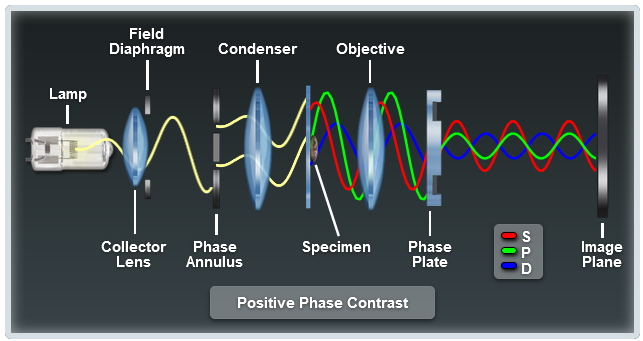 Field
Diaphragm
Condenser
Objective
Lamp
Collector
Lens
Phase
Annulus
Specimen
Phase
Plate
S
P
D
Image
Plane
Positive Phase Contrast